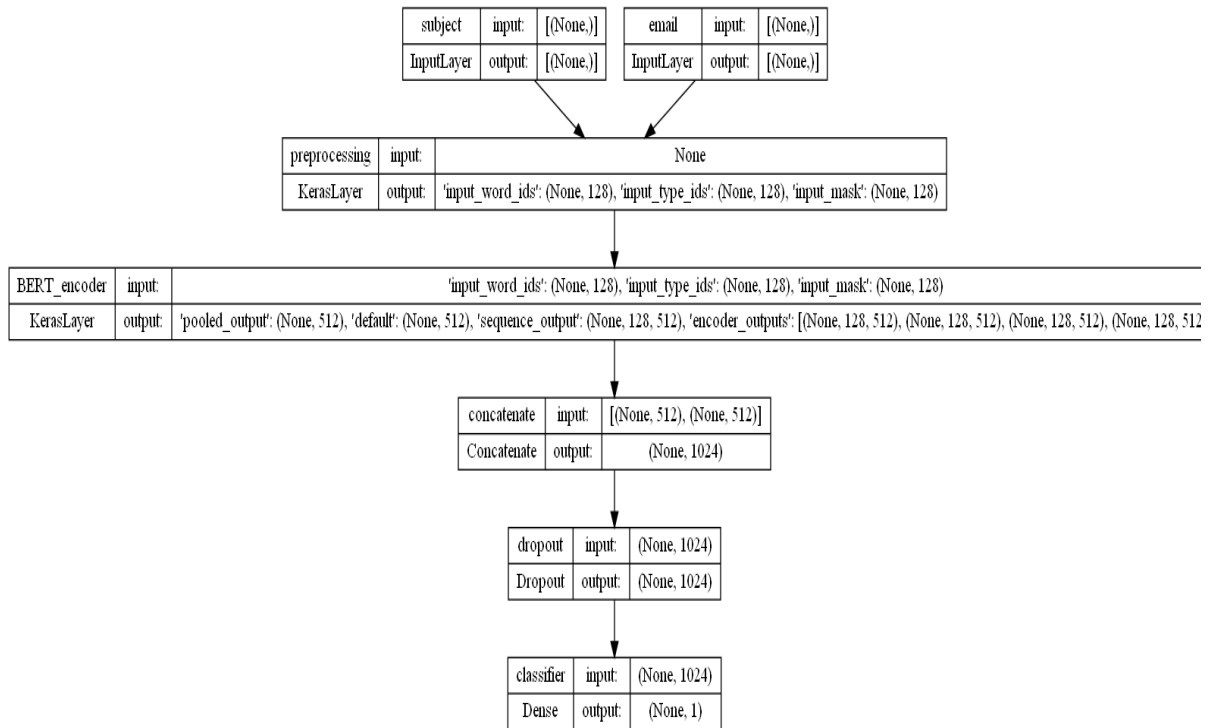 subject input: [(None,)] email input: [(None,)]
InputLayer output: [(None,)] InputLayer output: [(None,)]
preprocessing input: None
KerasLayer output: 'input_word_ids': (None, 128), 'input_type_ids': (None, 128), 'input_mask': (None, 128)
BERT_encoder input: 'input_word_ids': (None, 128), 'input_type_ids': (None, 128), 'input_mask': (None, 128)
KerasLayer output: 'pooled_output': (None, 512), 'default': (None, 512), 'sequence_output': (None, 128, 512), 'encoder_outputs': [(None, 128, 512), (None, 128, 512), (None, 128, 512), (None, 128, 512
concatenate input: [(None, 512), (None, 512)]
Concatenate output: (None, 1024)
dropout input: (None, 1024)
Dropout output: (None, 1024)
classifier input: (None, 1024)
Dense output: (None, 1)